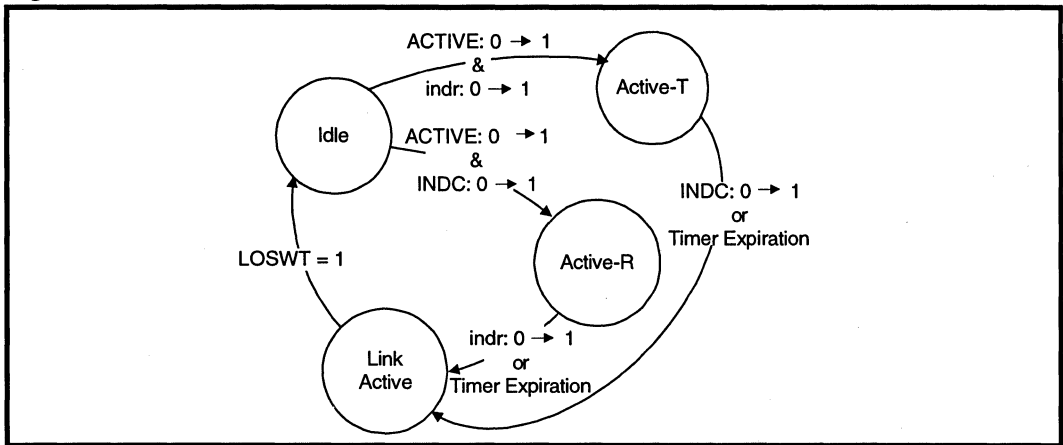 ACTIVE: 0 → 1
&
indr: 0 → 1
Active-T
Idle
ACTIVE: 0 → 1
&
INDC: 0 → 1
INDC: 0 → 1
or
Timer Expiration
Active-R
LOSWT = 1
indr: 0 → 1
or
Timer Expiration
Link
Active